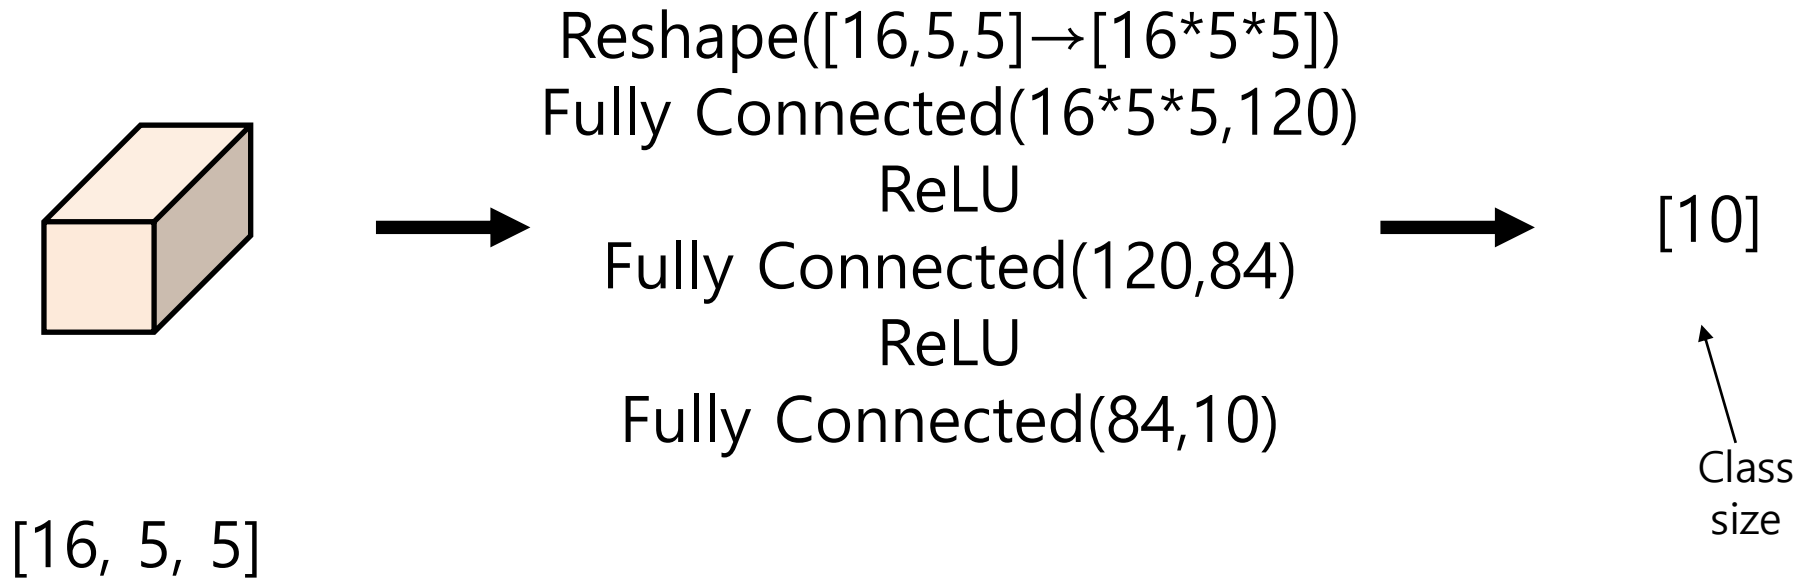 Reshape([16,5,5]→[16*5*5])
Fully Connected(16*5*5,120)
ReLU
Fully Connected(120,84)
ReLU
Fully Connected(84,10)
[16, 5, 5]
[10]
Class
size